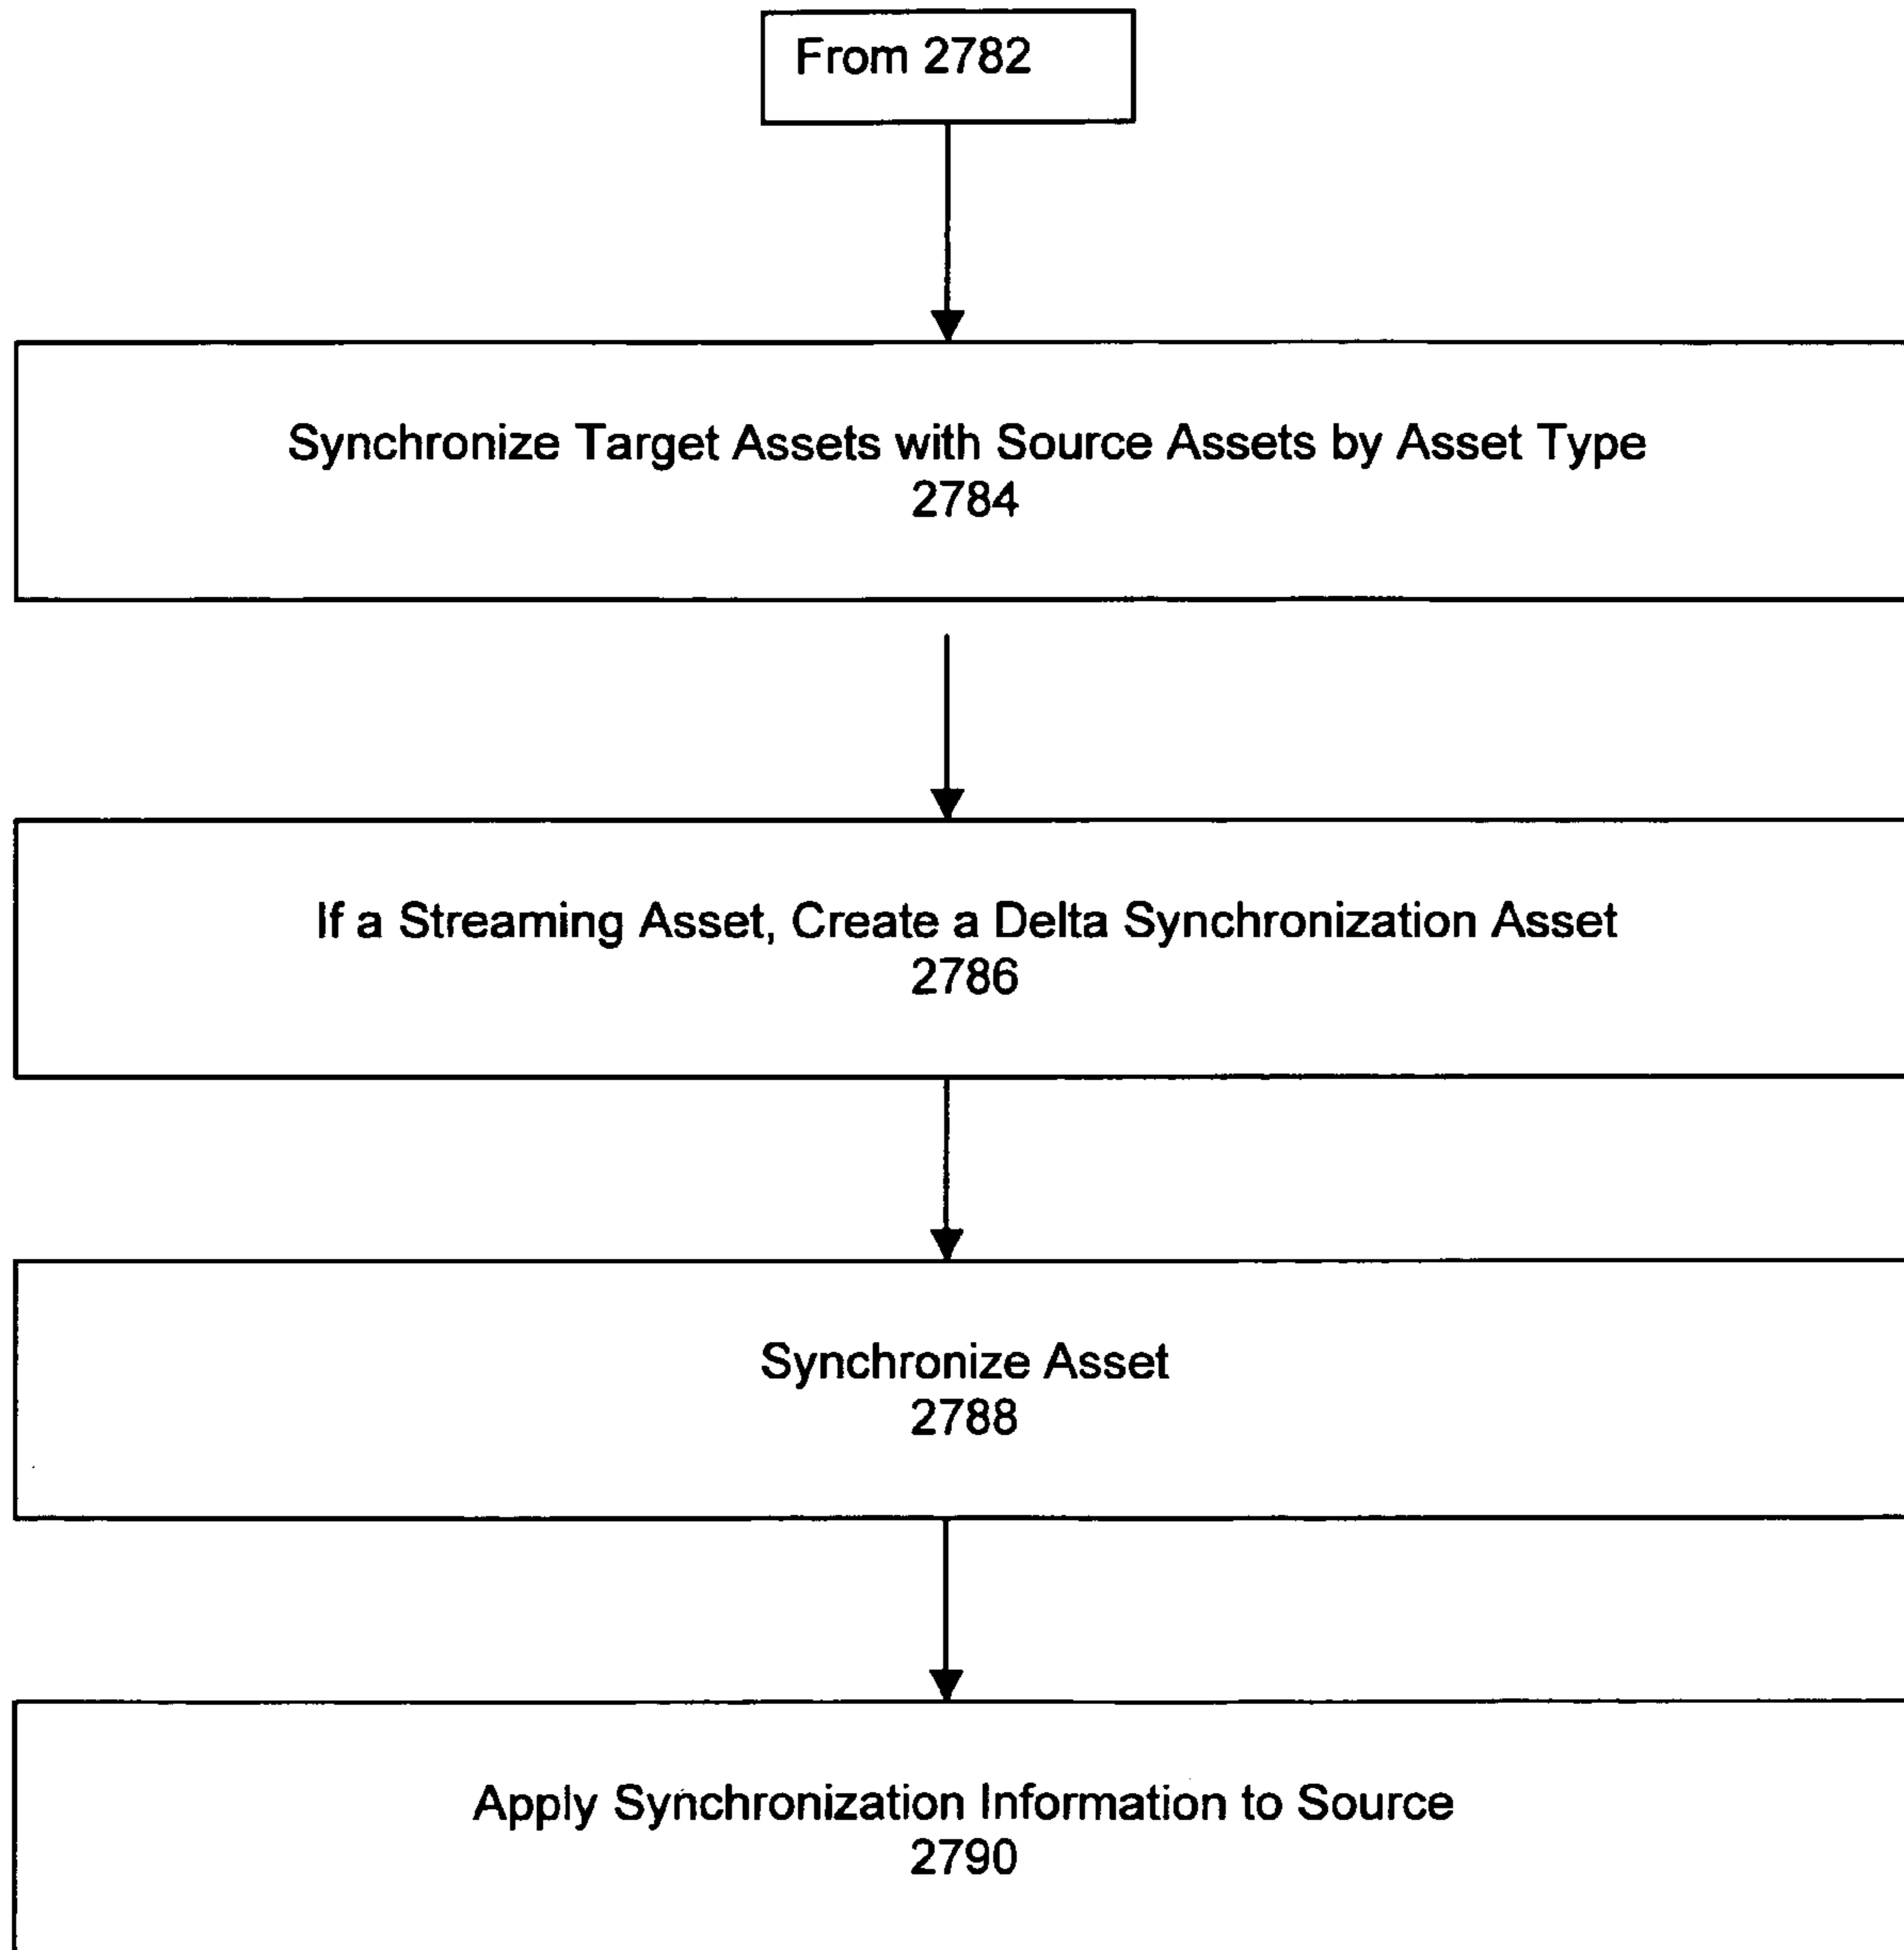 From 2782
Synchronize Target Assets with Source Assets by Asset Type
2784
If a Streaming Asset, Create a Delta Synchronization Asset
2786
Synchronize Asset
2788
Apply Synchronization Information to Source
2790